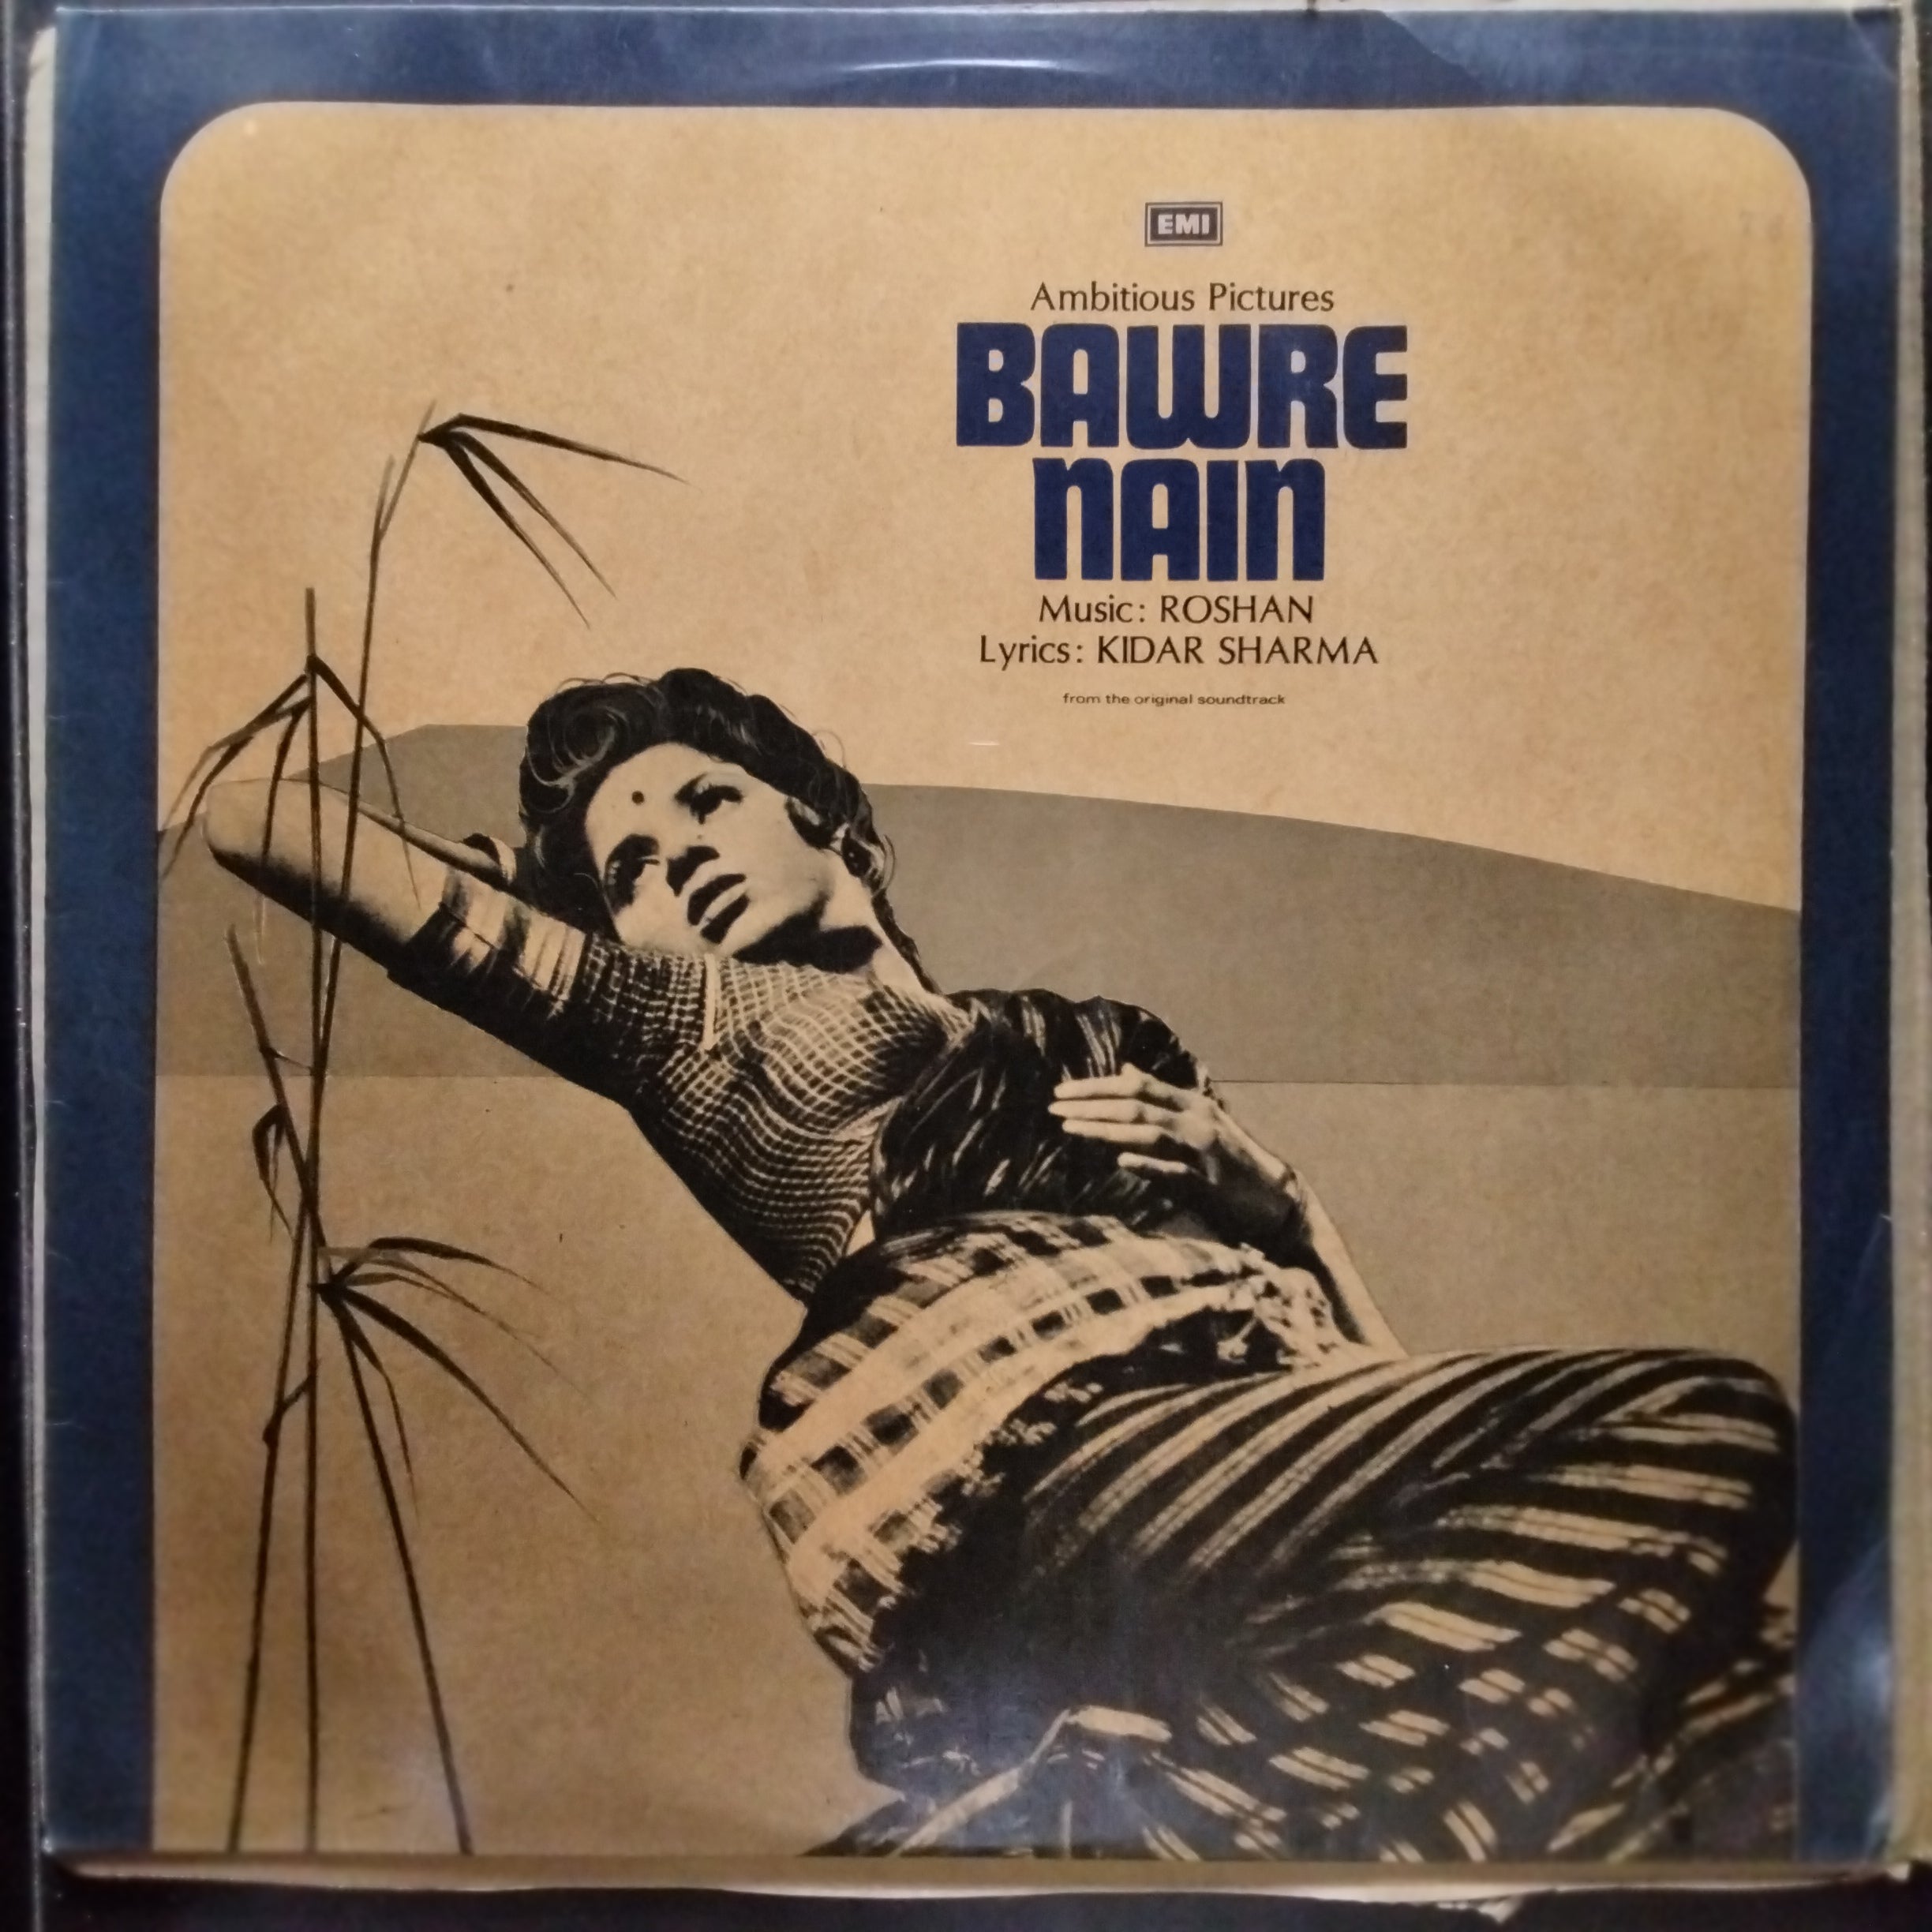 EMI
Ambitious Pictures
BAWRE
NAIN
Music: ROSHAN
Lyrics: KIDAR SHARMA
from the original soundtrack